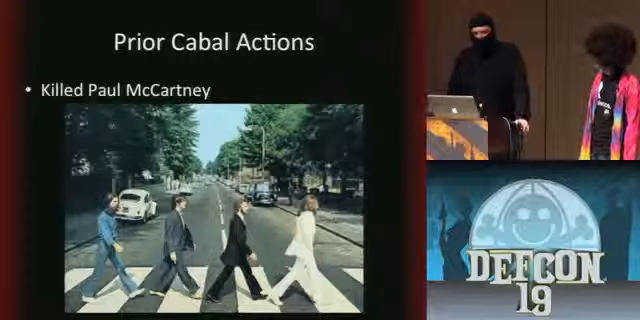 Prior Cabal Actions
• Killed Paul McCartney
DEFCON
19